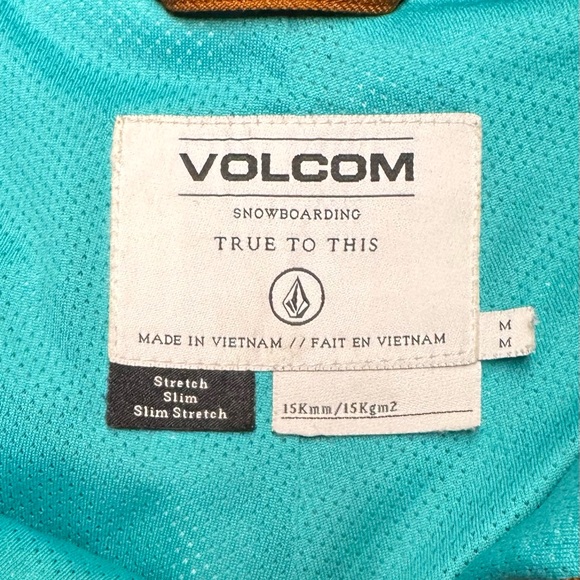 VOLCOM
SNOWBOARDING
TRUE TO THIS
MADE IN VIETNAM // FAIT EN VIETNAM
M
M
Stretch
Slim
Slim Stretch
15Kmm/15Kgm2